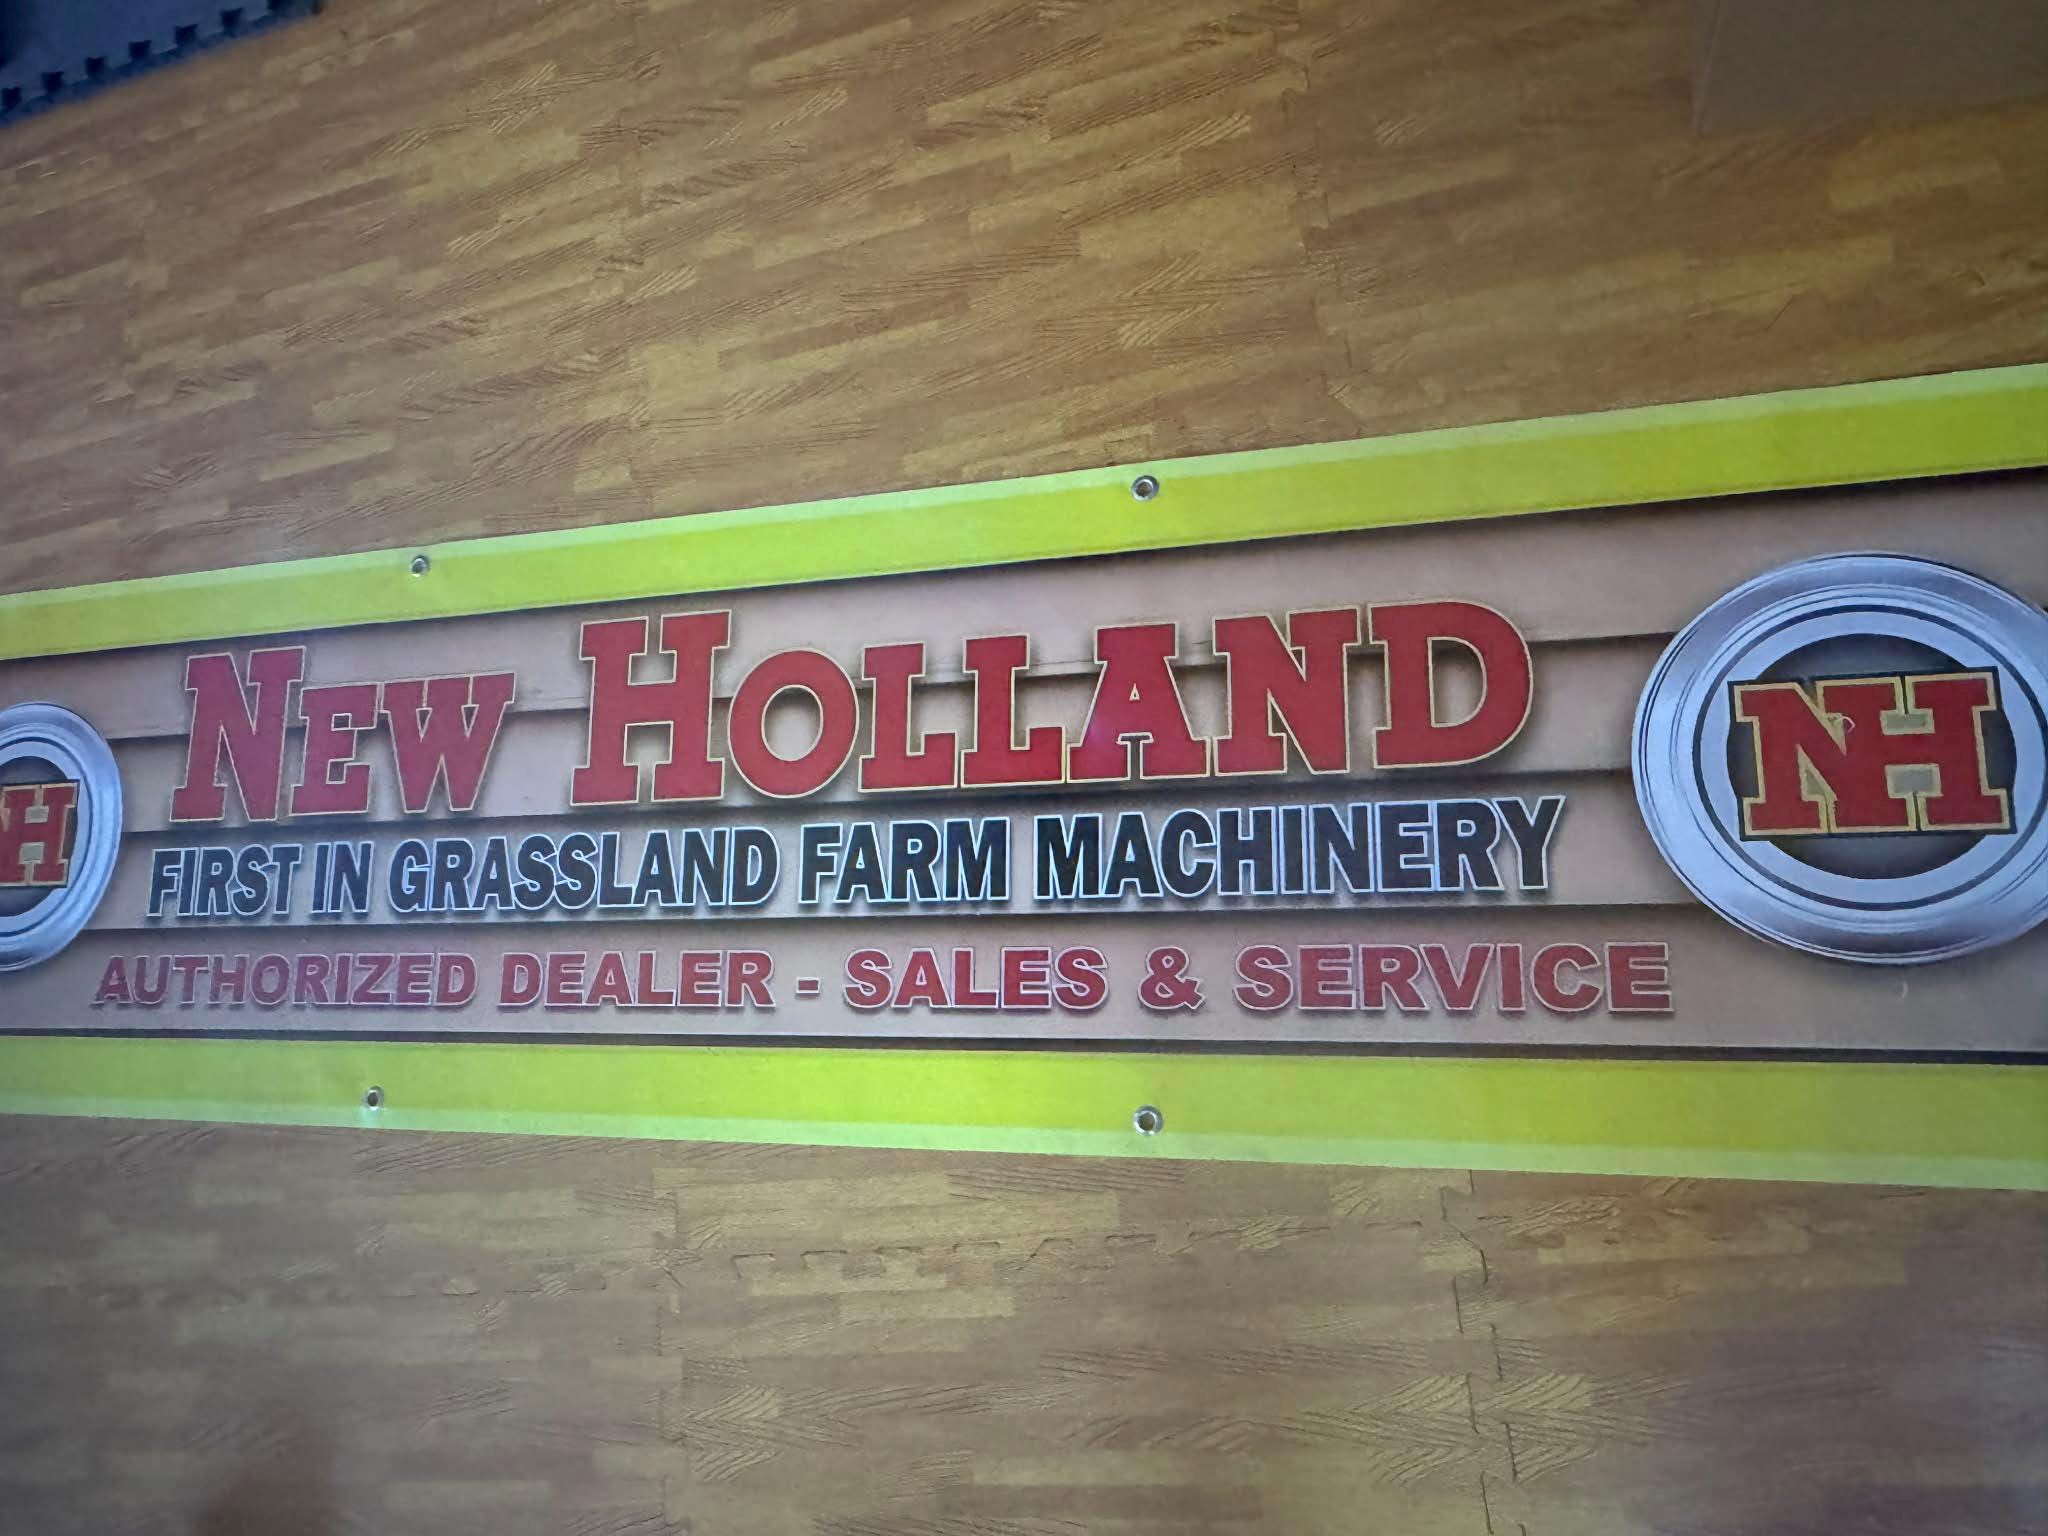 NEW HOLLAND
FIRST IN GRASSLAND FARM MACHINERY
AUTHORIZED DEALER - SALES & SERVICE
NH
NH